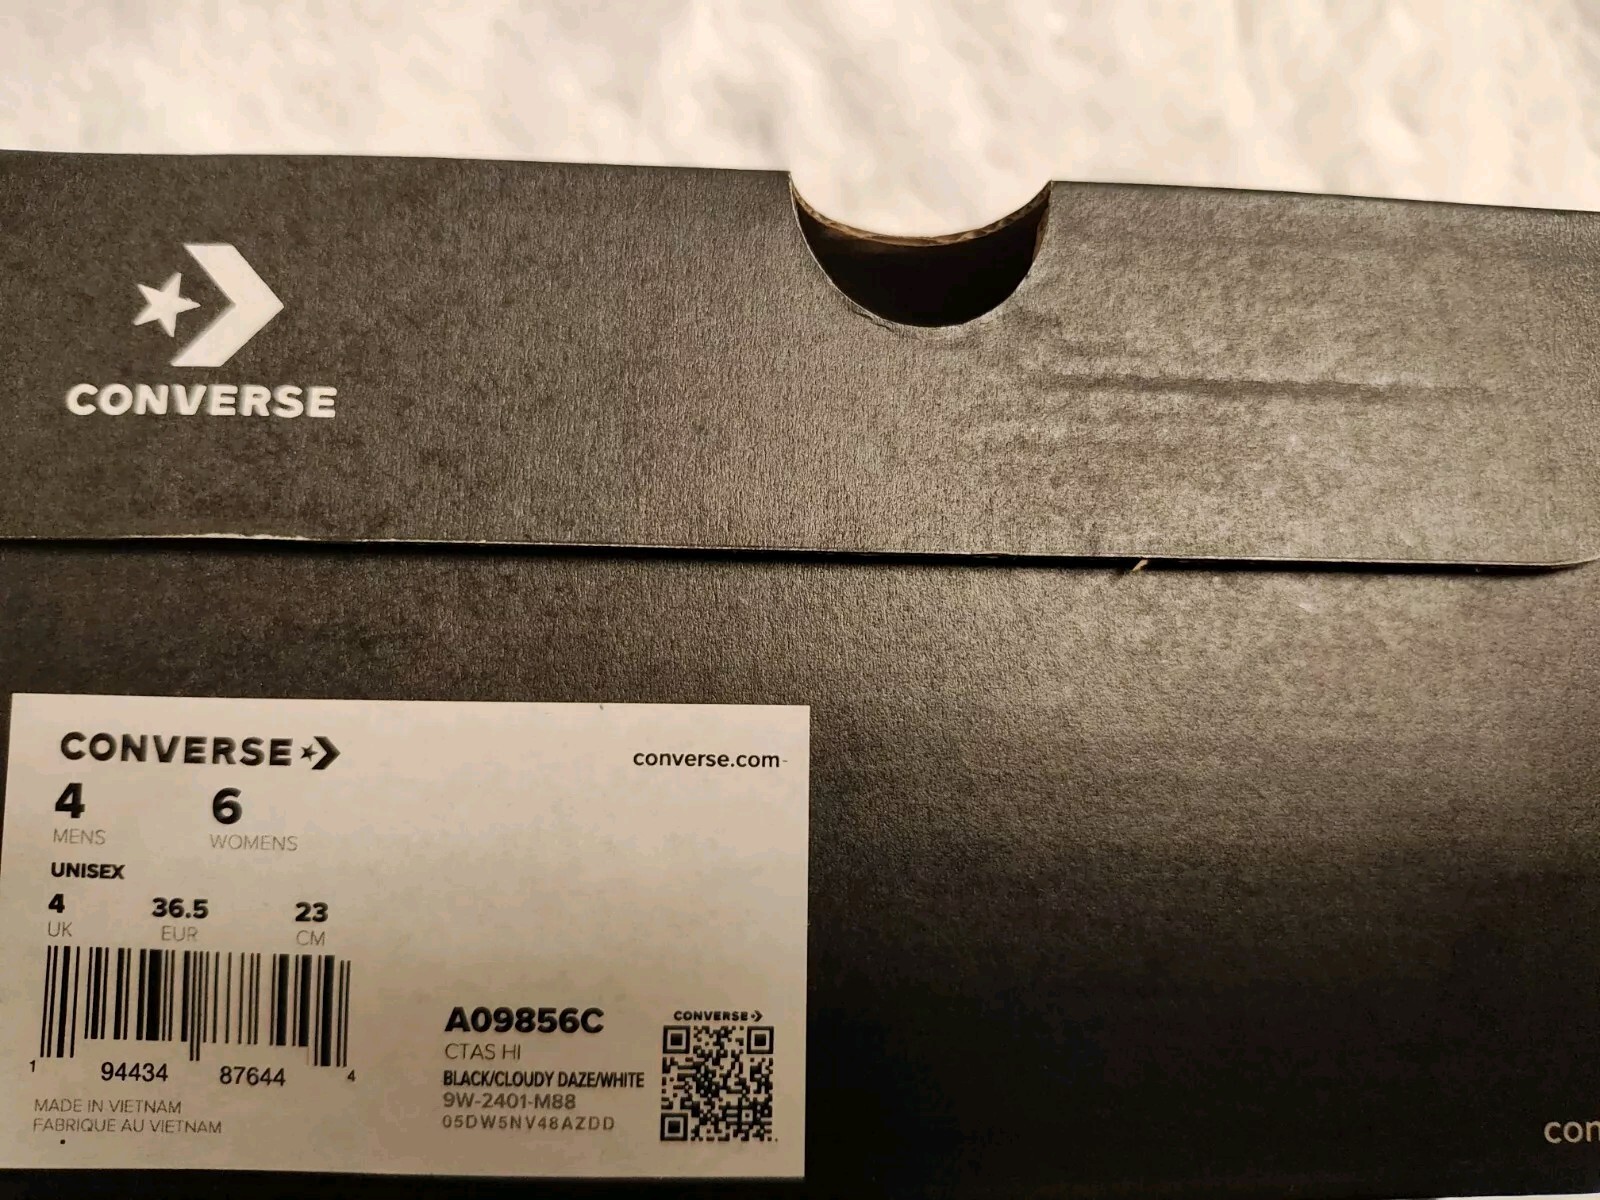 CONVERSE
CONVERSE
converse.com
4 6
MENS WOMENS
UNISEX
4 36.5 23
UK EUR CM
1 94434 87644 4
MADE IN VIETNAM
FABRIQUE AU VIETNAM
A09856C
CTAS HI
BLACK/CLOUDY DAZE/WHITE
9W-2401-M88
05DW5NV48AZDD
CONVERSE
con